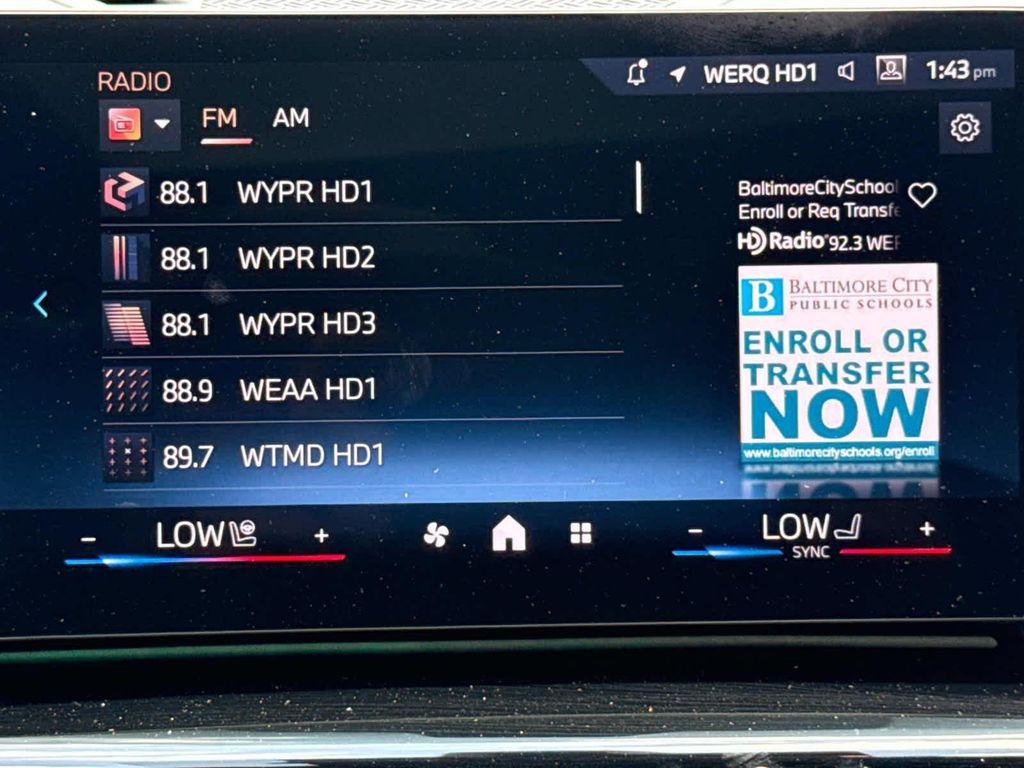 RADIO
WERQ HD1
1:43 pm
FM
AM
88.1 WYPR HD1
88.1 WYPR HD2
88.1 WYPR HD3
88.9 WEAA HD1
89.7 WTMD HD1
BaltimoreCitySchool
Enroll or Req Transfe
HD Radio 92.3 WER
B BALTIMORE CITY
PUBLIC SCHOOLS
ENROLL OR
TRANSFER
NOW
www.baltimorecityschools.org/enroll
- LOW +
- LOW +
SYNC